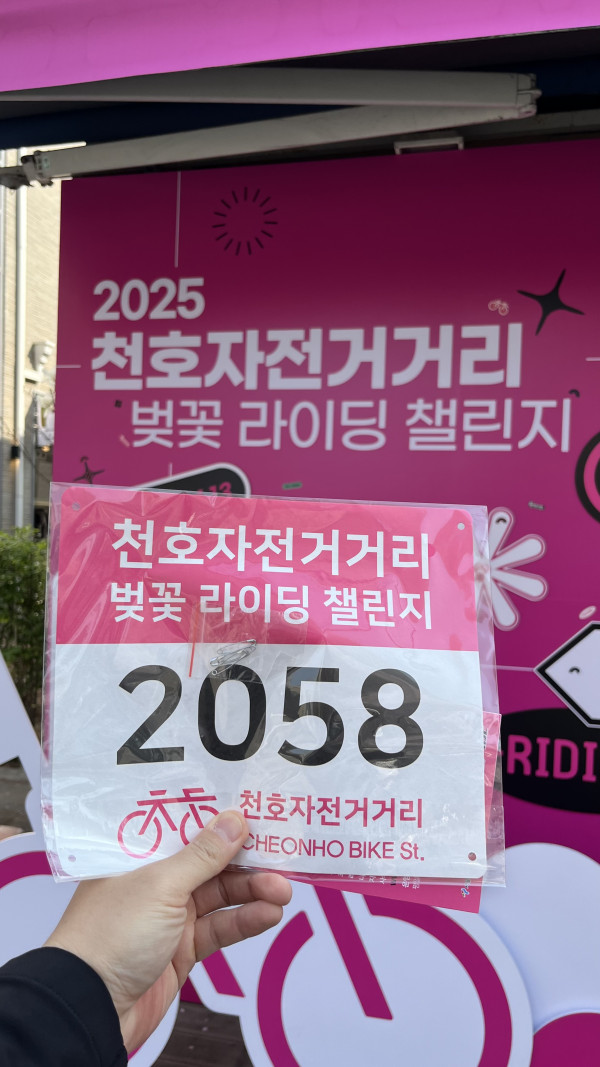 2025
천호자전거거리
벚꽃 라이딩 챌린지
천호자전거거리
벚꽃 라이딩 챌린지
2058
천호자전거거리
CHEONHO BIKE St.
RIDI